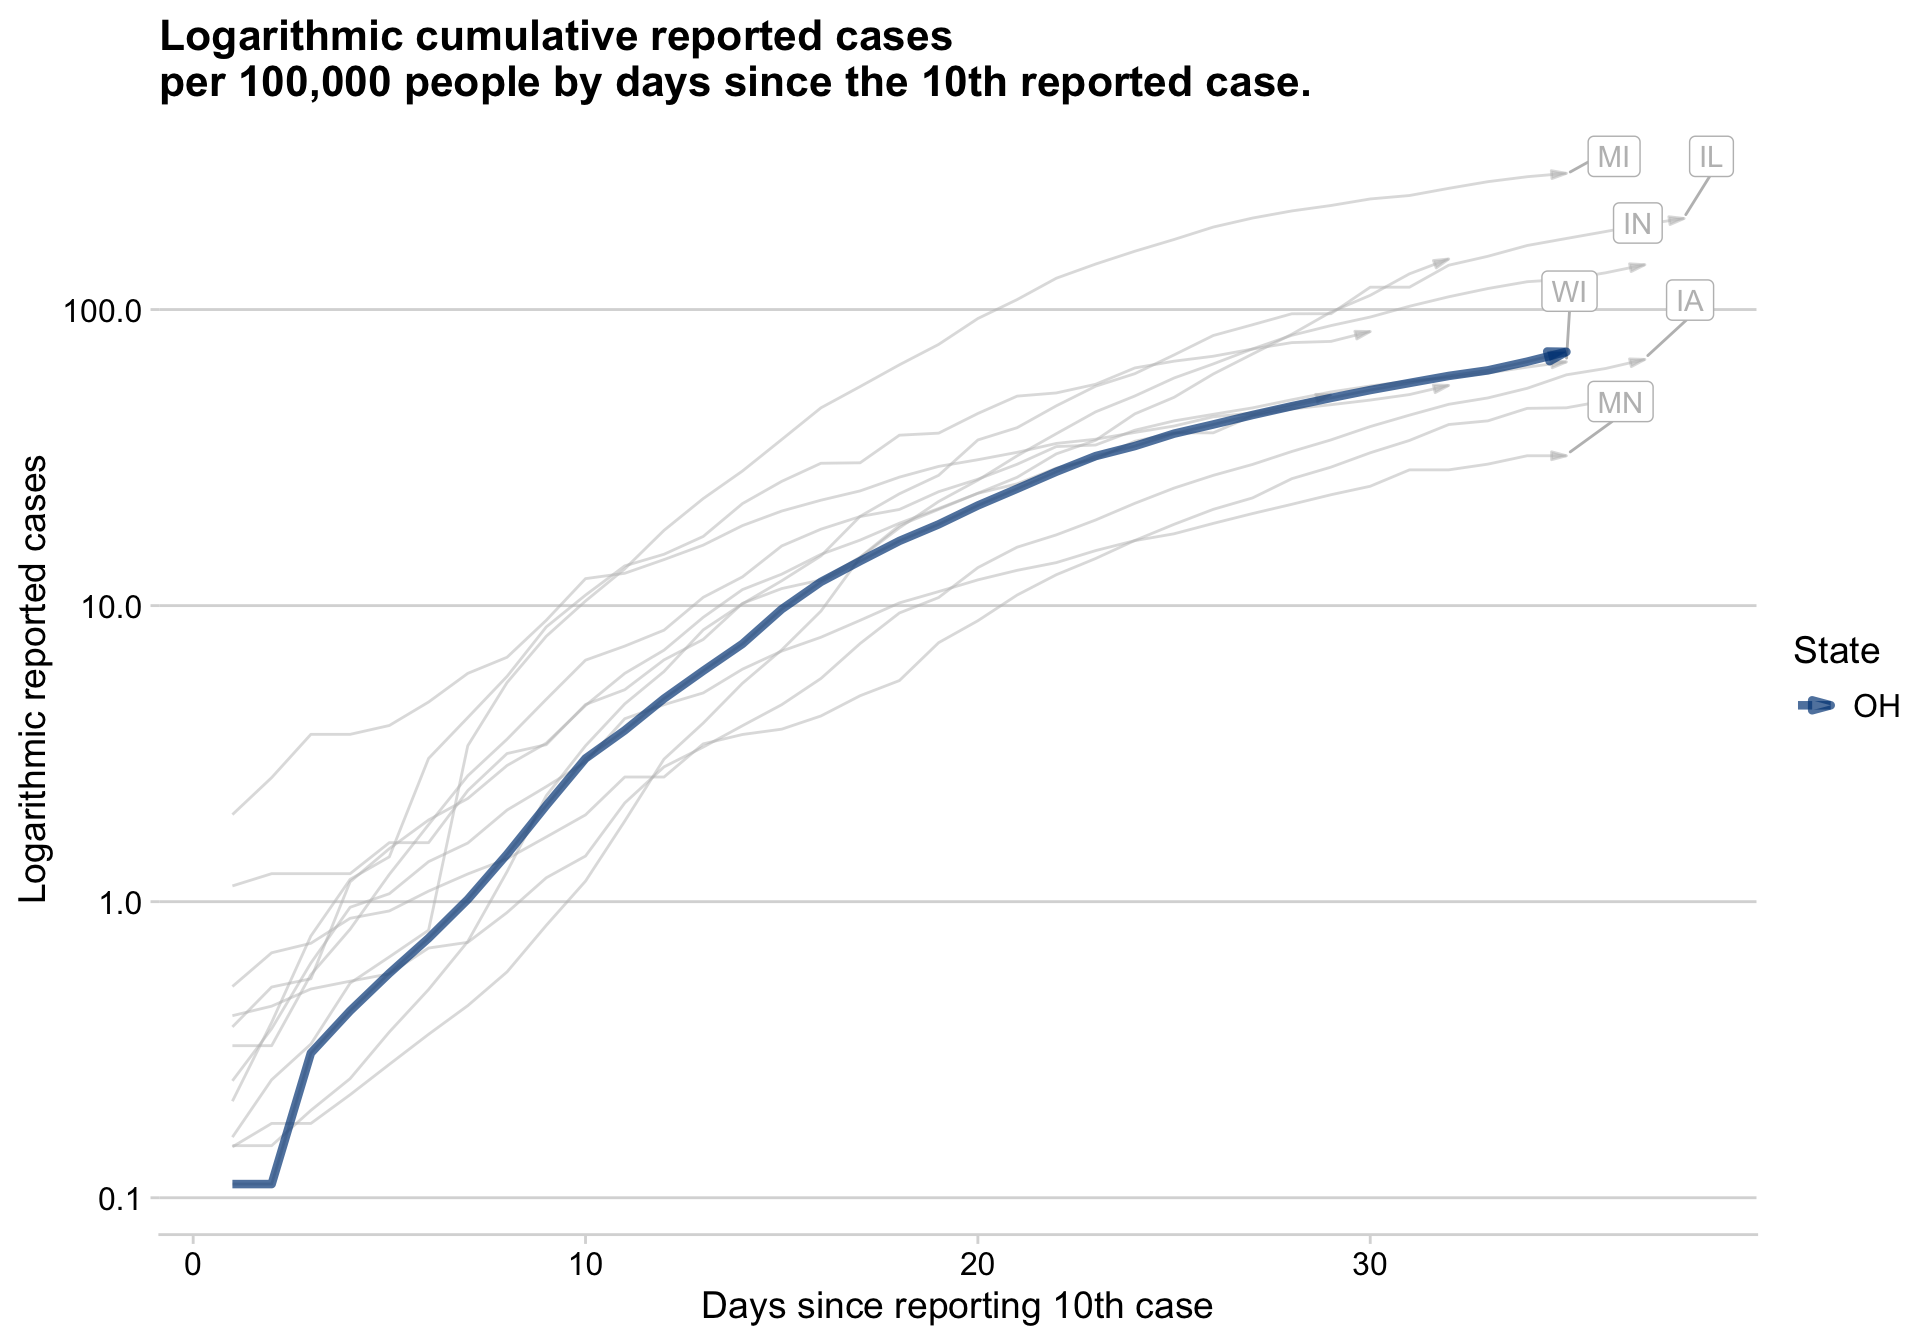 Logarithmic cumulative reported cases
per 100,000 people by days since the 10th reported case.
MI
IL
IN
WI
IA
MN
100.0
10.0
1.0
0.1
Logarithmic reported cases
0
10
20
30
Days since reporting 10th case
State
OH